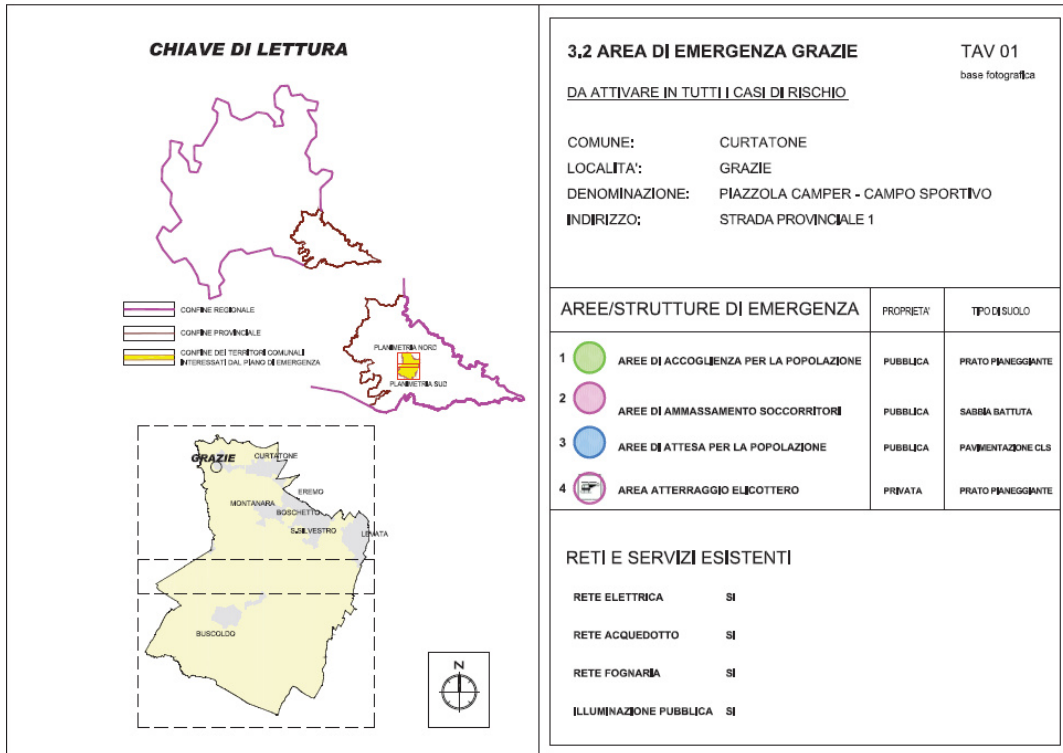 CHIAVE DI LETTURA
CONFINE REGIONALE
CONFINE PROVINCIALE
CONFINE DEI TERRITORI COMUNALI
INTERESSATI DAL PIANO DI EMERGENZA
PLANIMETRIA NORD
PLANIMETRIA SUD
GRAZIE
CURTATONE
EREMO
MONTANARA
BOSCHETTO
S.SILVESTRO
LEVATA
BUSCOLDO
N
3.2 AREA DI EMERGENZA GRAZIE TAV 01
base fotografica
DA ATTIVARE IN TUTTI I CASI DI RISCHIO
COMUNE: CURTATONE
LOCALITA': GRAZIE
DENOMINAZIONE: PIAZZOLA CAMPER - CAMPO SPORTIVO
INDIRIZZO: STRADA PROVINCIALE 1
AREE/STRUTTURE DI EMERGENZA PROPRIETA' TIPO DI SUOLO
1 AREE DI ACCOGLIENZA PER LA POPOLAZIONE PUBBLICA PRATO PIANEGGIANTE
2 AREE DI AMMASSAMENTO SOCCORRITORI PUBBLICA SABBIA BATTUTA
3 AREE DI ATTESA PER LA POPOLAZIONE PUBBLICA PAVIMENTAZIONE CLS
4 AREA ATTERRAGGIO ELICOTTERO PRIVATA PRATO PIANEGGIANTE
RETI E SERVIZI ESISTENTI
RETE ELETTRICA SI
RETE ACQUEDOTTO SI
RETE FOGNARIA SI
ILLUMINAZIONE PUBBLICA SI